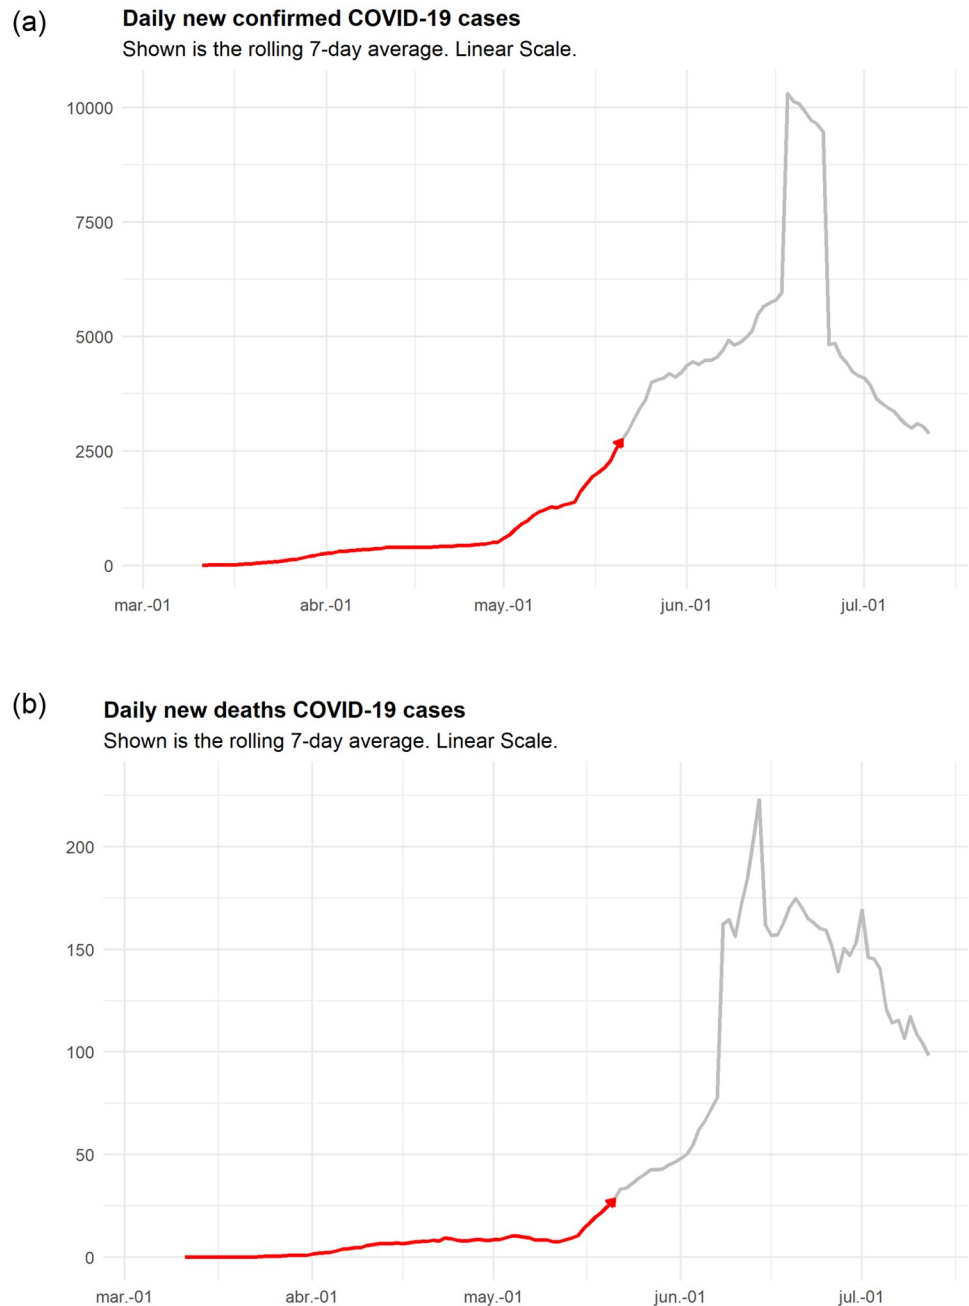 (a)
Daily new confirmed COVID-19 cases
Shown is the rolling 7-day average. Linear Scale.
10000
7500
5000
2500
0
mar.-01 abr.-01 may.-01 jun.-01 jul.-01
(b)
Daily new deaths COVID-19 cases
Shown is the rolling 7-day average. Linear Scale.
200
150
100
50
0
mar.-01 abr.-01 may.-01 jun.-01 jul.-01